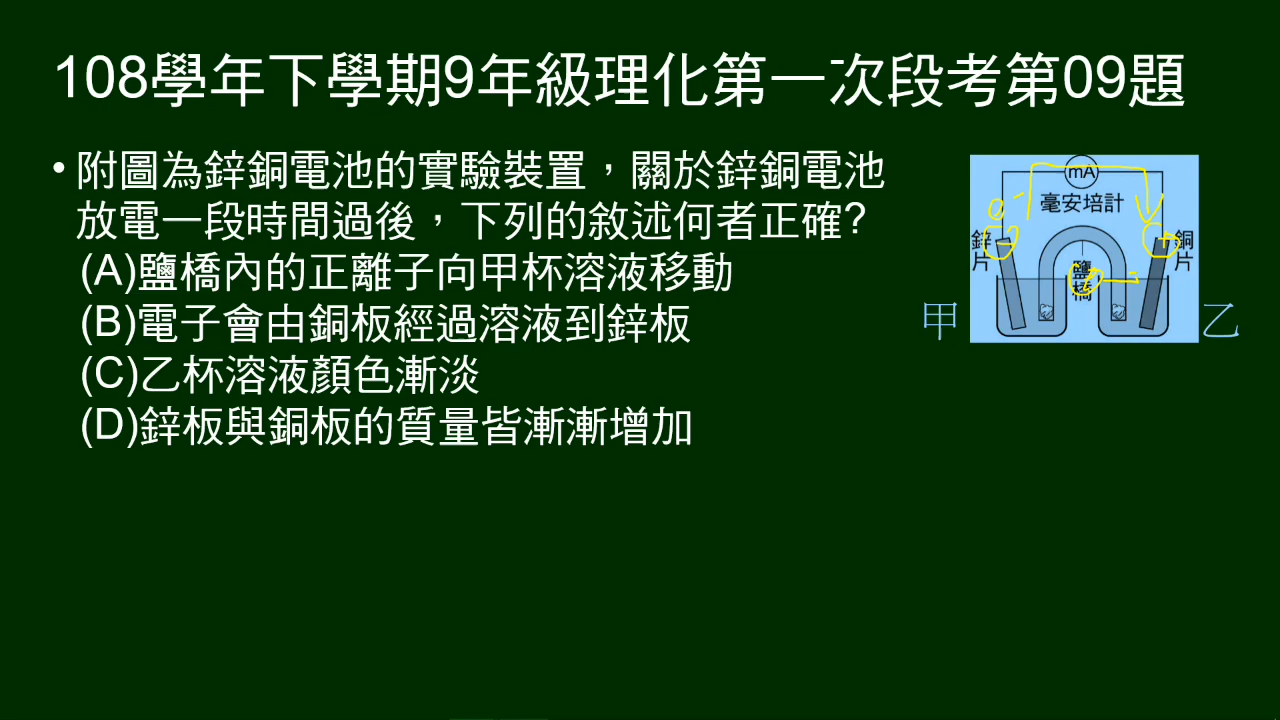 108學年下學期9年級理化第一次段考第09題
• 附圖為鋅銅電池的實驗裝置，關於鋅銅電池
放電一段時間過後，下列的敘述何者正確?
(A)鹽橋內的正離子向甲杯溶液移動
(B)電子會由銅板經過溶液到鋅板
(C)乙杯溶液顏色漸淡
(D)鋅板與銅板的質量皆漸漸增加
mA
毫安培計
鋅片
銅片
鹽橋
甲
乙